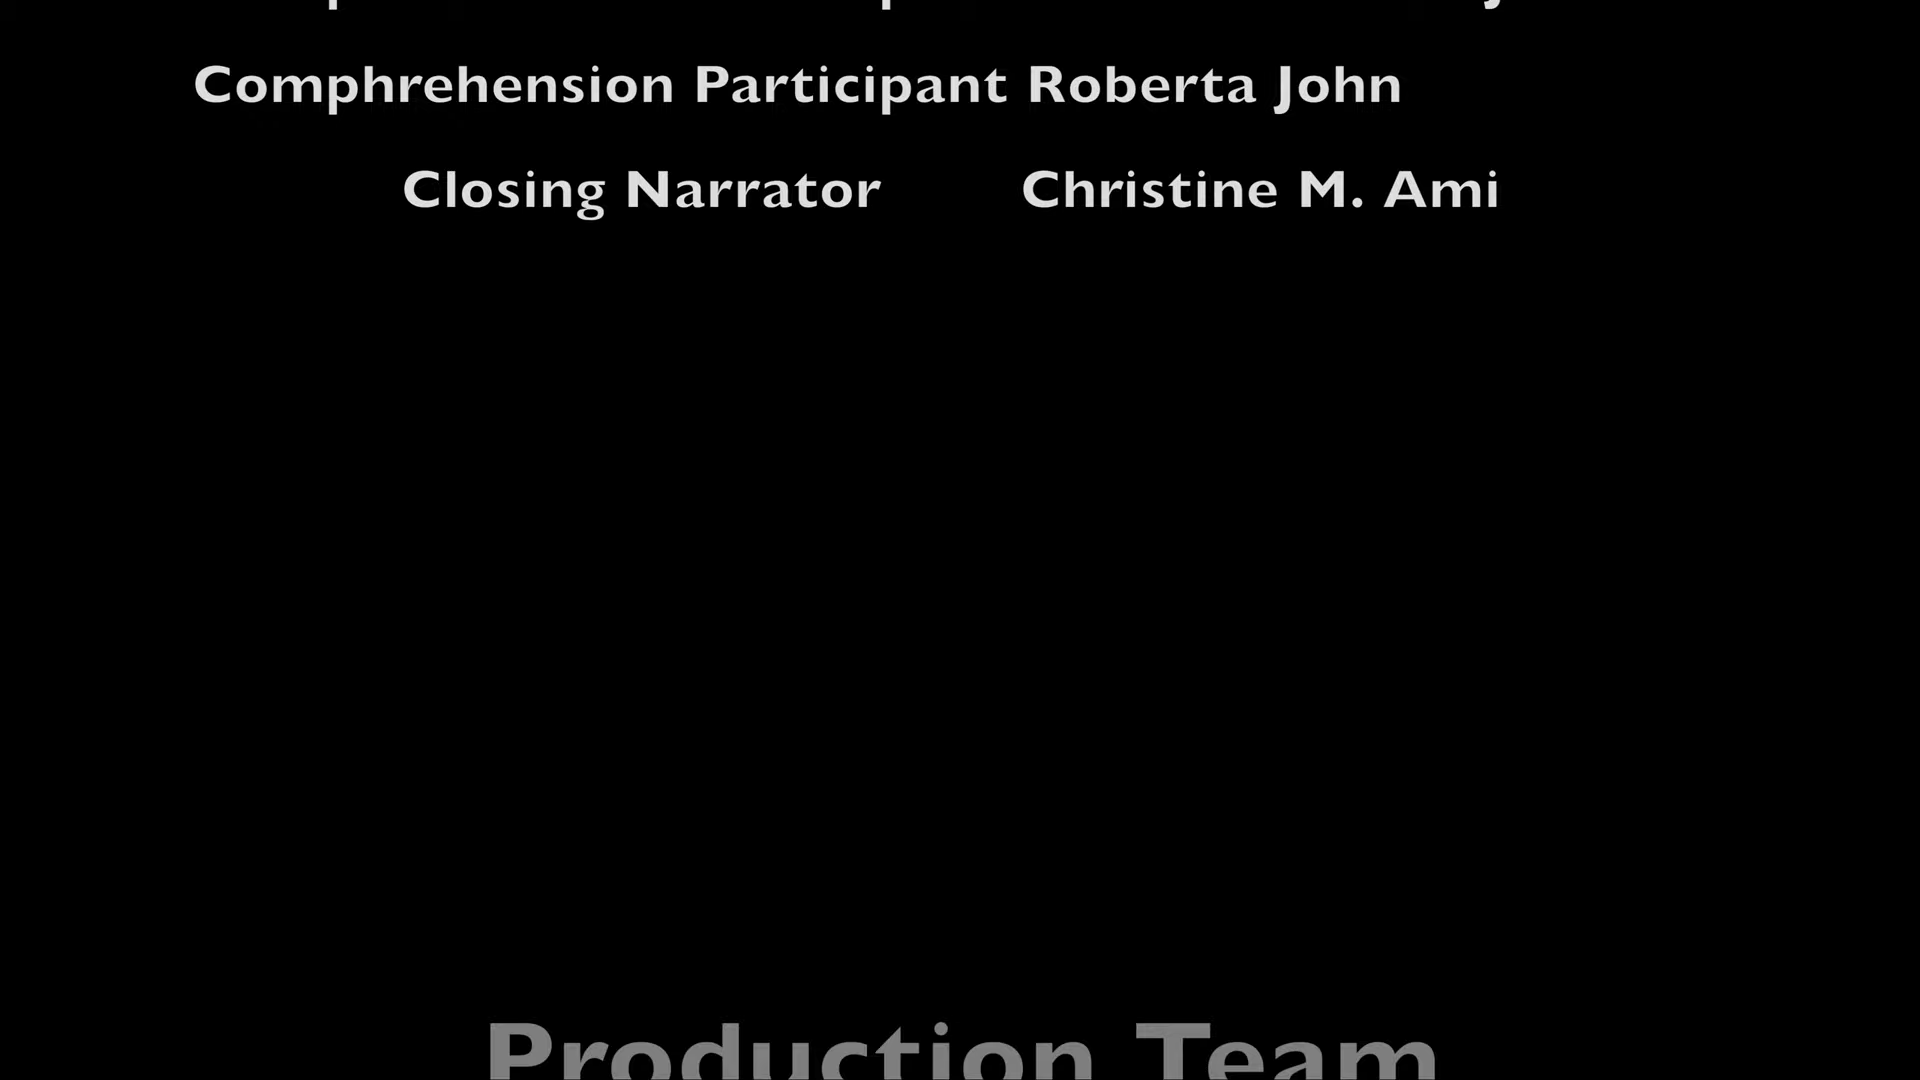 Comphrehension Participant Roberta John
Closing Narrator Christine M. Ami
Production Team